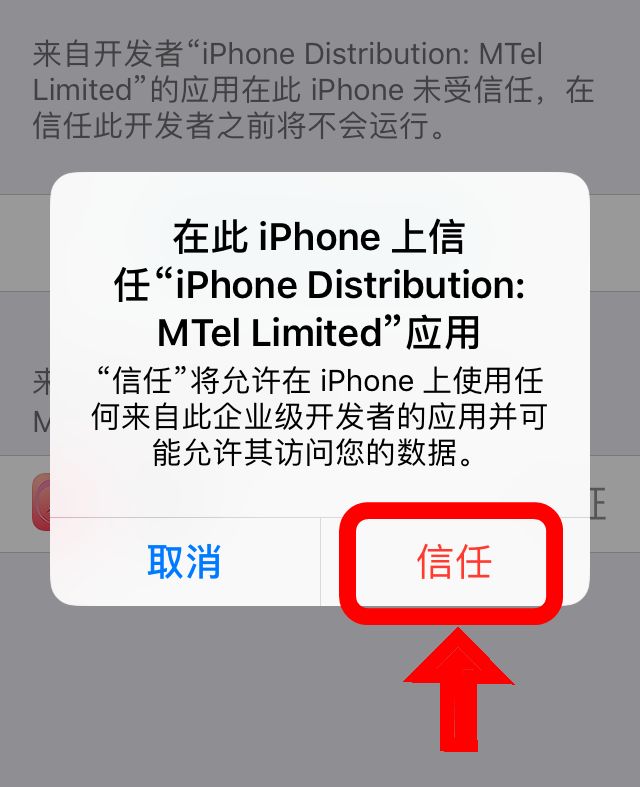 来自开发者“iPhone Distribution: MTel
Limited”的应用在此 iPhone 未受信任，在
信任此开发者之前将不会运行。
在此 iPhone 上信
任“iPhone Distribution:
MTel Limited”应用
“信任”将允许在 iPhone 上使用任
何来自此企业级开发者的应用并可
能允许其访问您的数据。
来
M
证
取消
信任